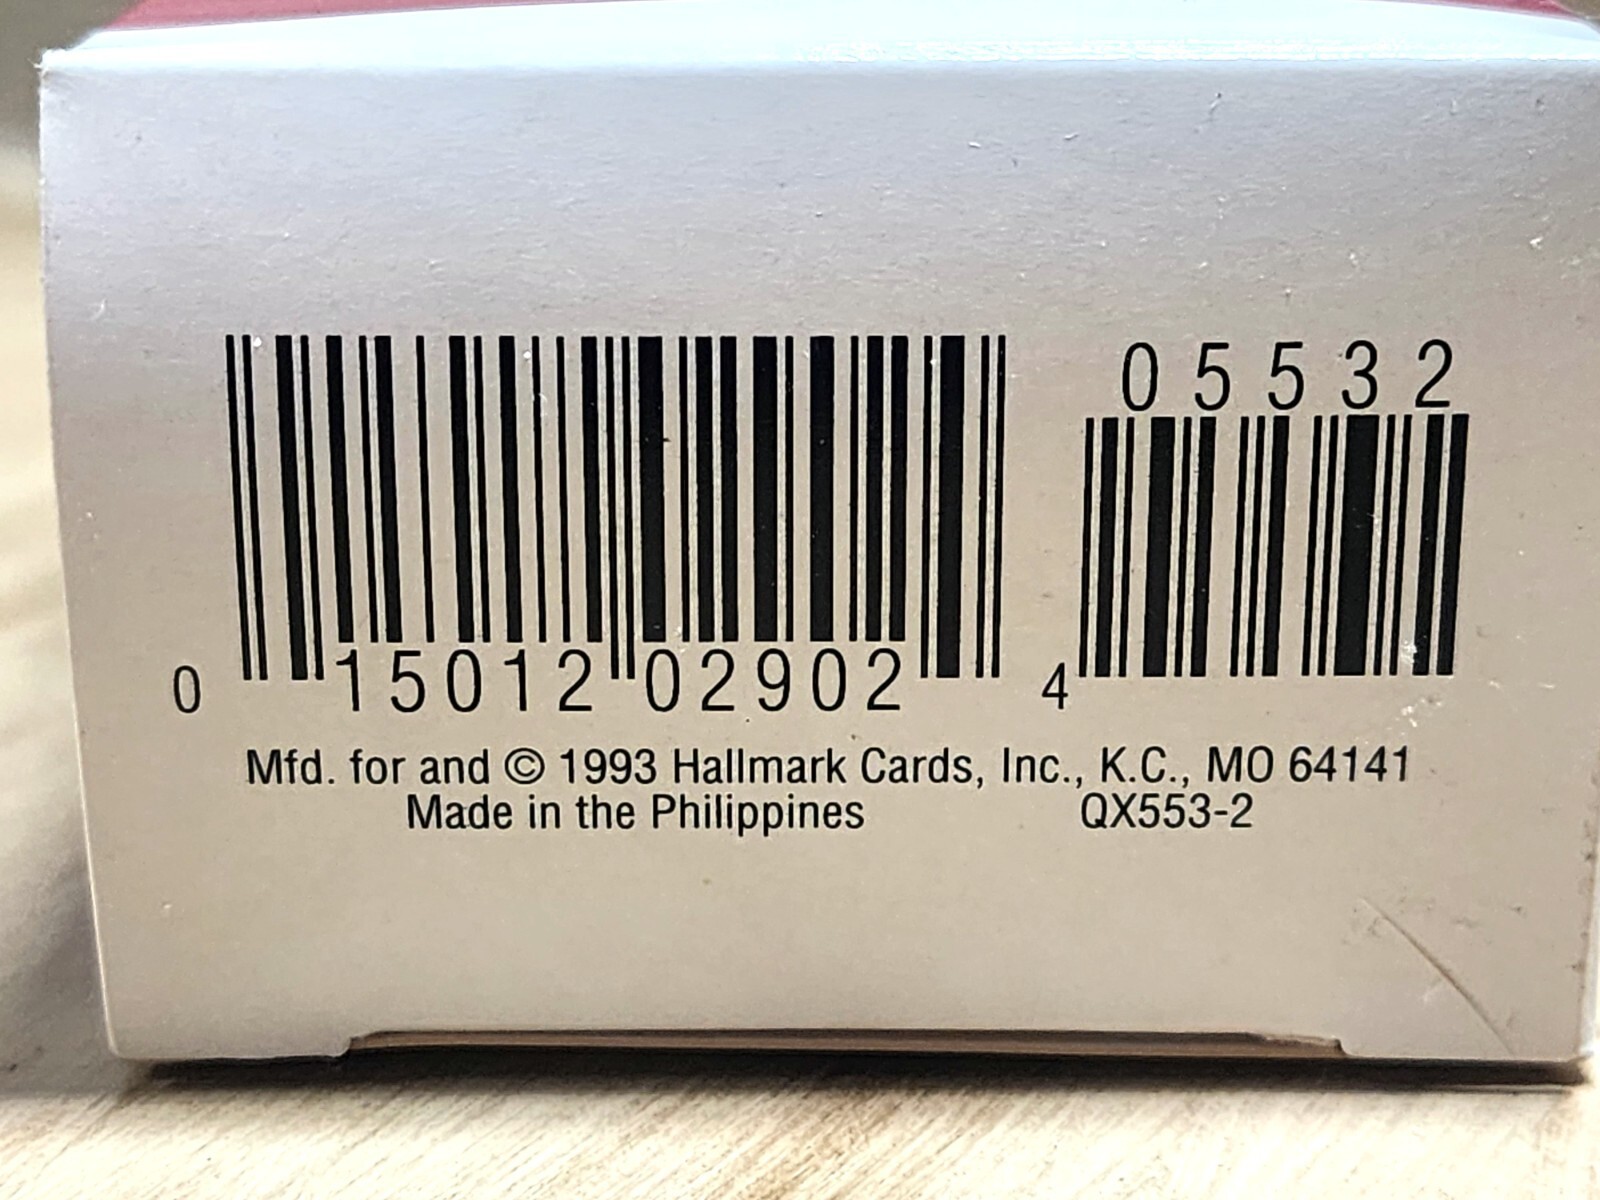 05532
0 15012 02902 4
Mfd. for and © 1993 Hallmark Cards, Inc., K.C., MO 64141
Made in the Philippines QX553-2